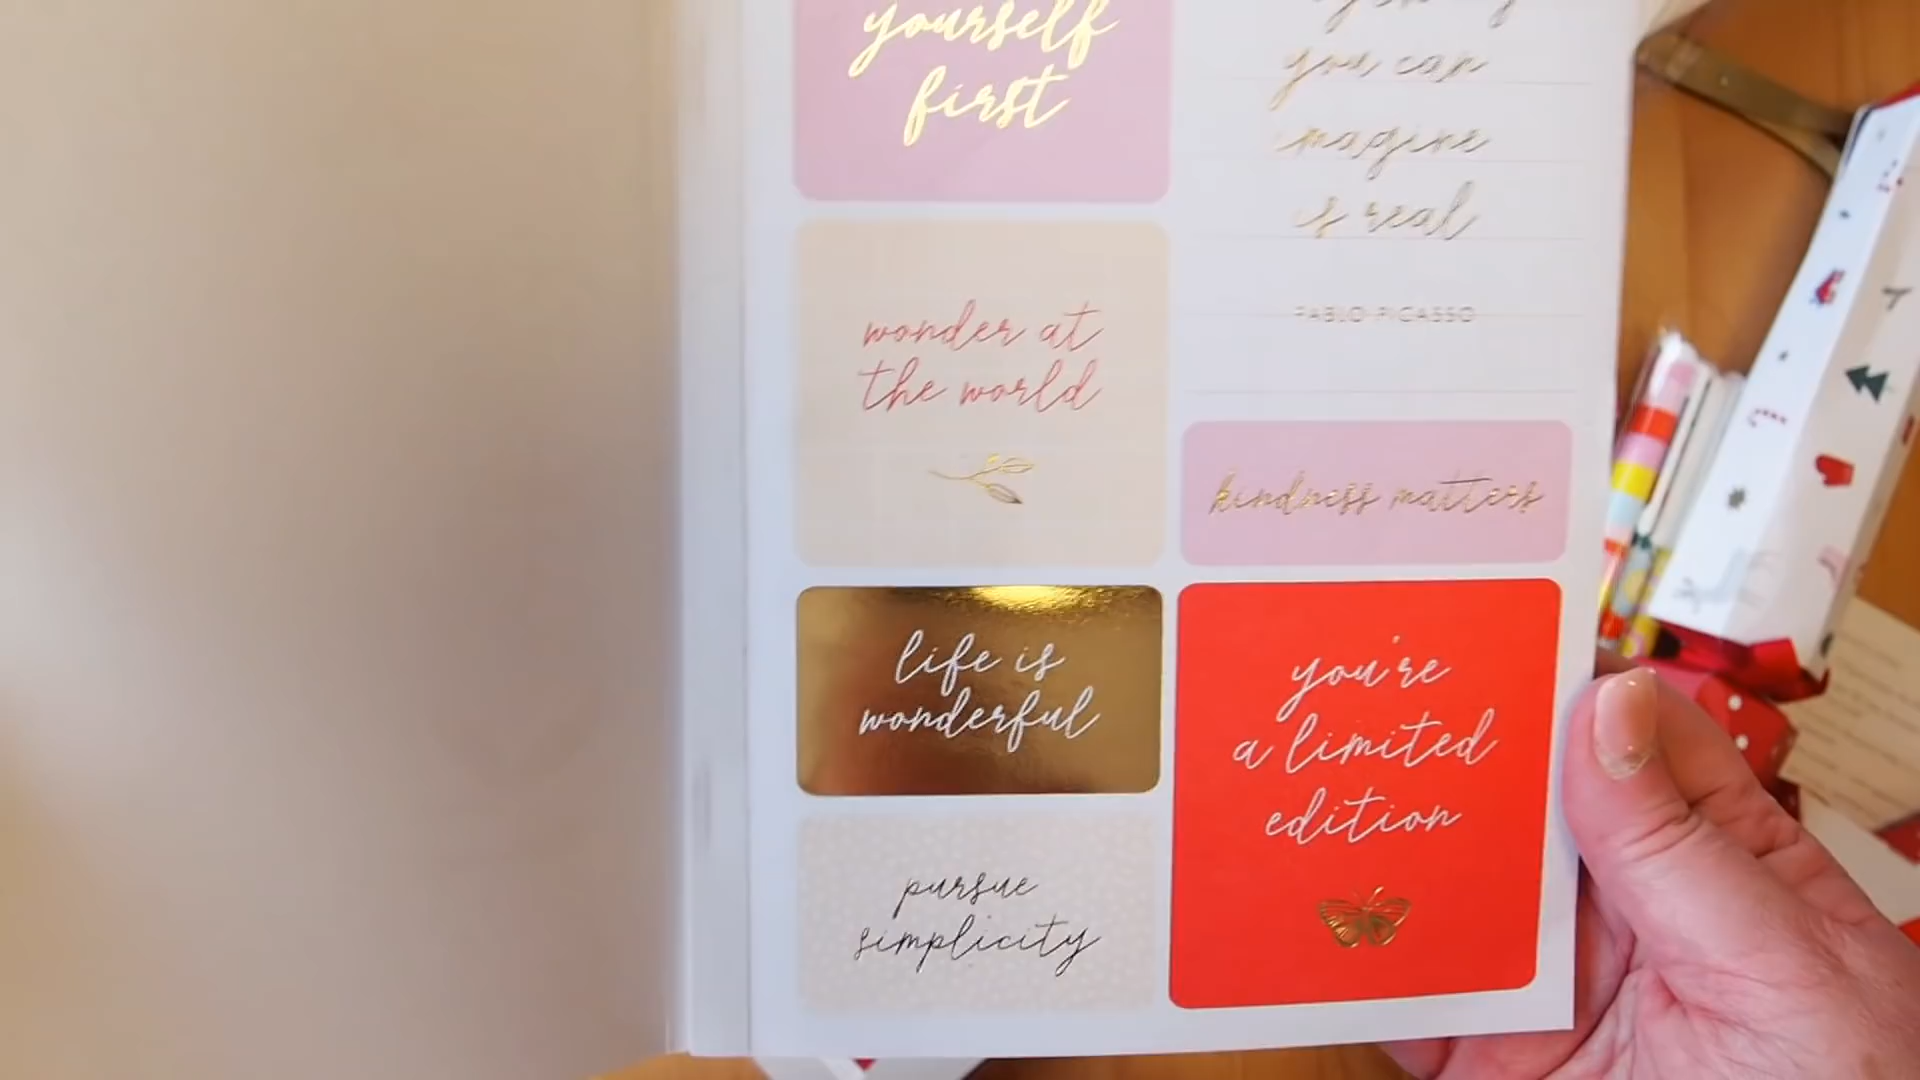 yourself
first
wonder at
the world
life is
wonderful
pursue
simplicity
you can
imagine
is real
PABLO PICASSO
kindness matters
you're
a limited
edition